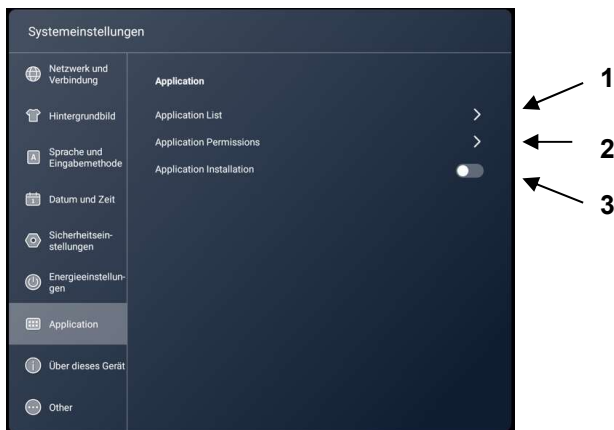 Systemeinstellungen
Netzwerk und
Verbindung
Hintergrundbild
A
Sprache und
Eingabemethode
1
Datum und Zeit
Sicherheitsein-
stellungen
Energieeinstellun-
gen
Application
Über dieses Gerät
Other
Application
Application List
Application Permissions
Application Installation
1
2
3